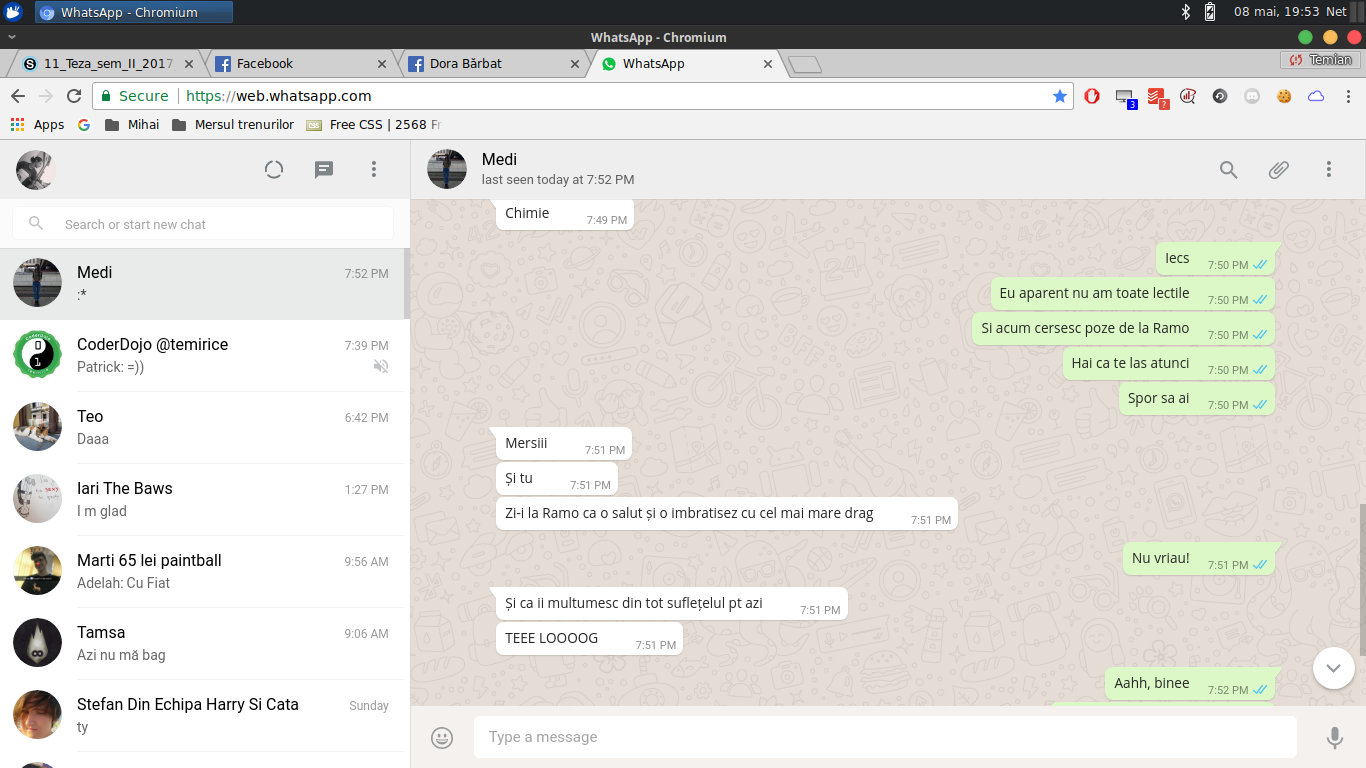 WhatsApp - Chromium
08 mai, 19:53 Net
WhatsApp - Chromium
11_Teza_sem_II_2017
Facebook
Dora Bărbat
WhatsApp
Temian
Secure
https://web.whatsapp.com
3
?
Apps
Mihai
Mersul trenurilor
Free CSS | 2568 Fr
Search or start new chat
Medi
7:52 PM
:*
CoderDojo @temirice
7:39 PM
Patrick: =))
Teo
6:42 PM
Daaa
Iari The Baws
1:27 PM
I m glad
Marti 65 lei paintball
9:56 AM
Adelah: Cu Fiat
Tamsa
9:06 AM
Azi nu mă bag
Stefan Din Echipa Harry Si Cata
Sunday
ty
Medi
last seen today at 7:52 PM
Chimie 7:49 PM
Iecs 7:50 PM
Eu aparent nu am toate lectile 7:50 PM
Si acum cersesc poze de la Ramo 7:50 PM
Hai ca te las atunci 7:50 PM
Spor sa ai 7:50 PM
Mersiii 7:51 PM
Și tu 7:51 PM
Zi-i la Ramo ca o salut și o imbratisez cu cel mai mare drag 7:51 PM
Nu vriau! 7:51 PM
Și ca ii multumesc din tot suflețelul pt azi 7:51 PM
TEEE LOOOOG 7:51 PM
Aahh, binee 7:52 PM
Type a message